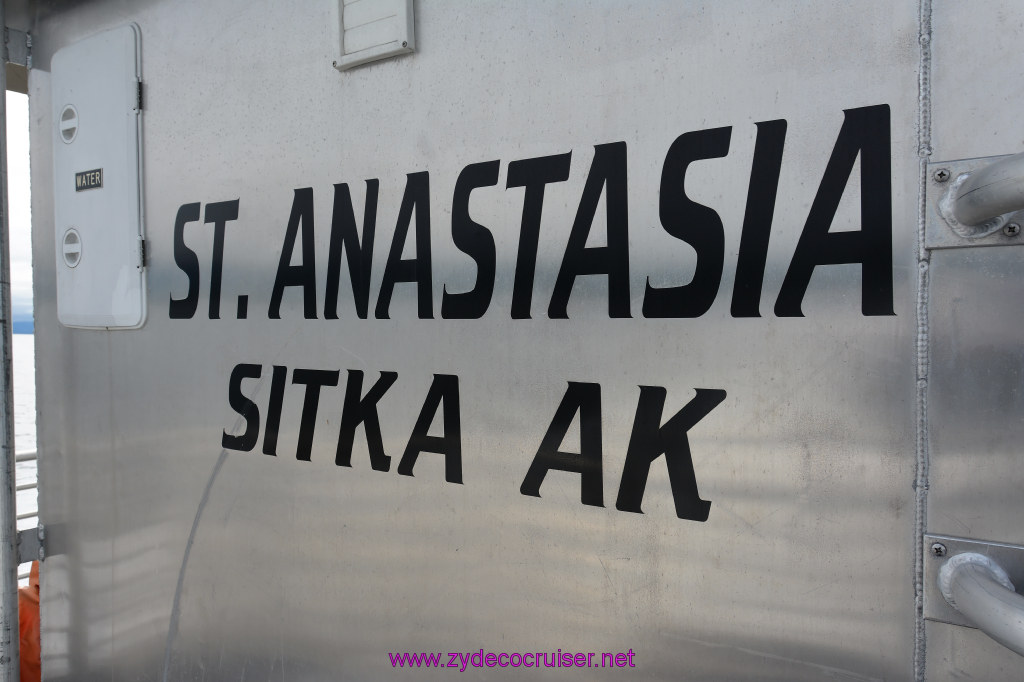 WATER
ST. ANASTASIA
SITKA AK
www.zydecocruiser.net